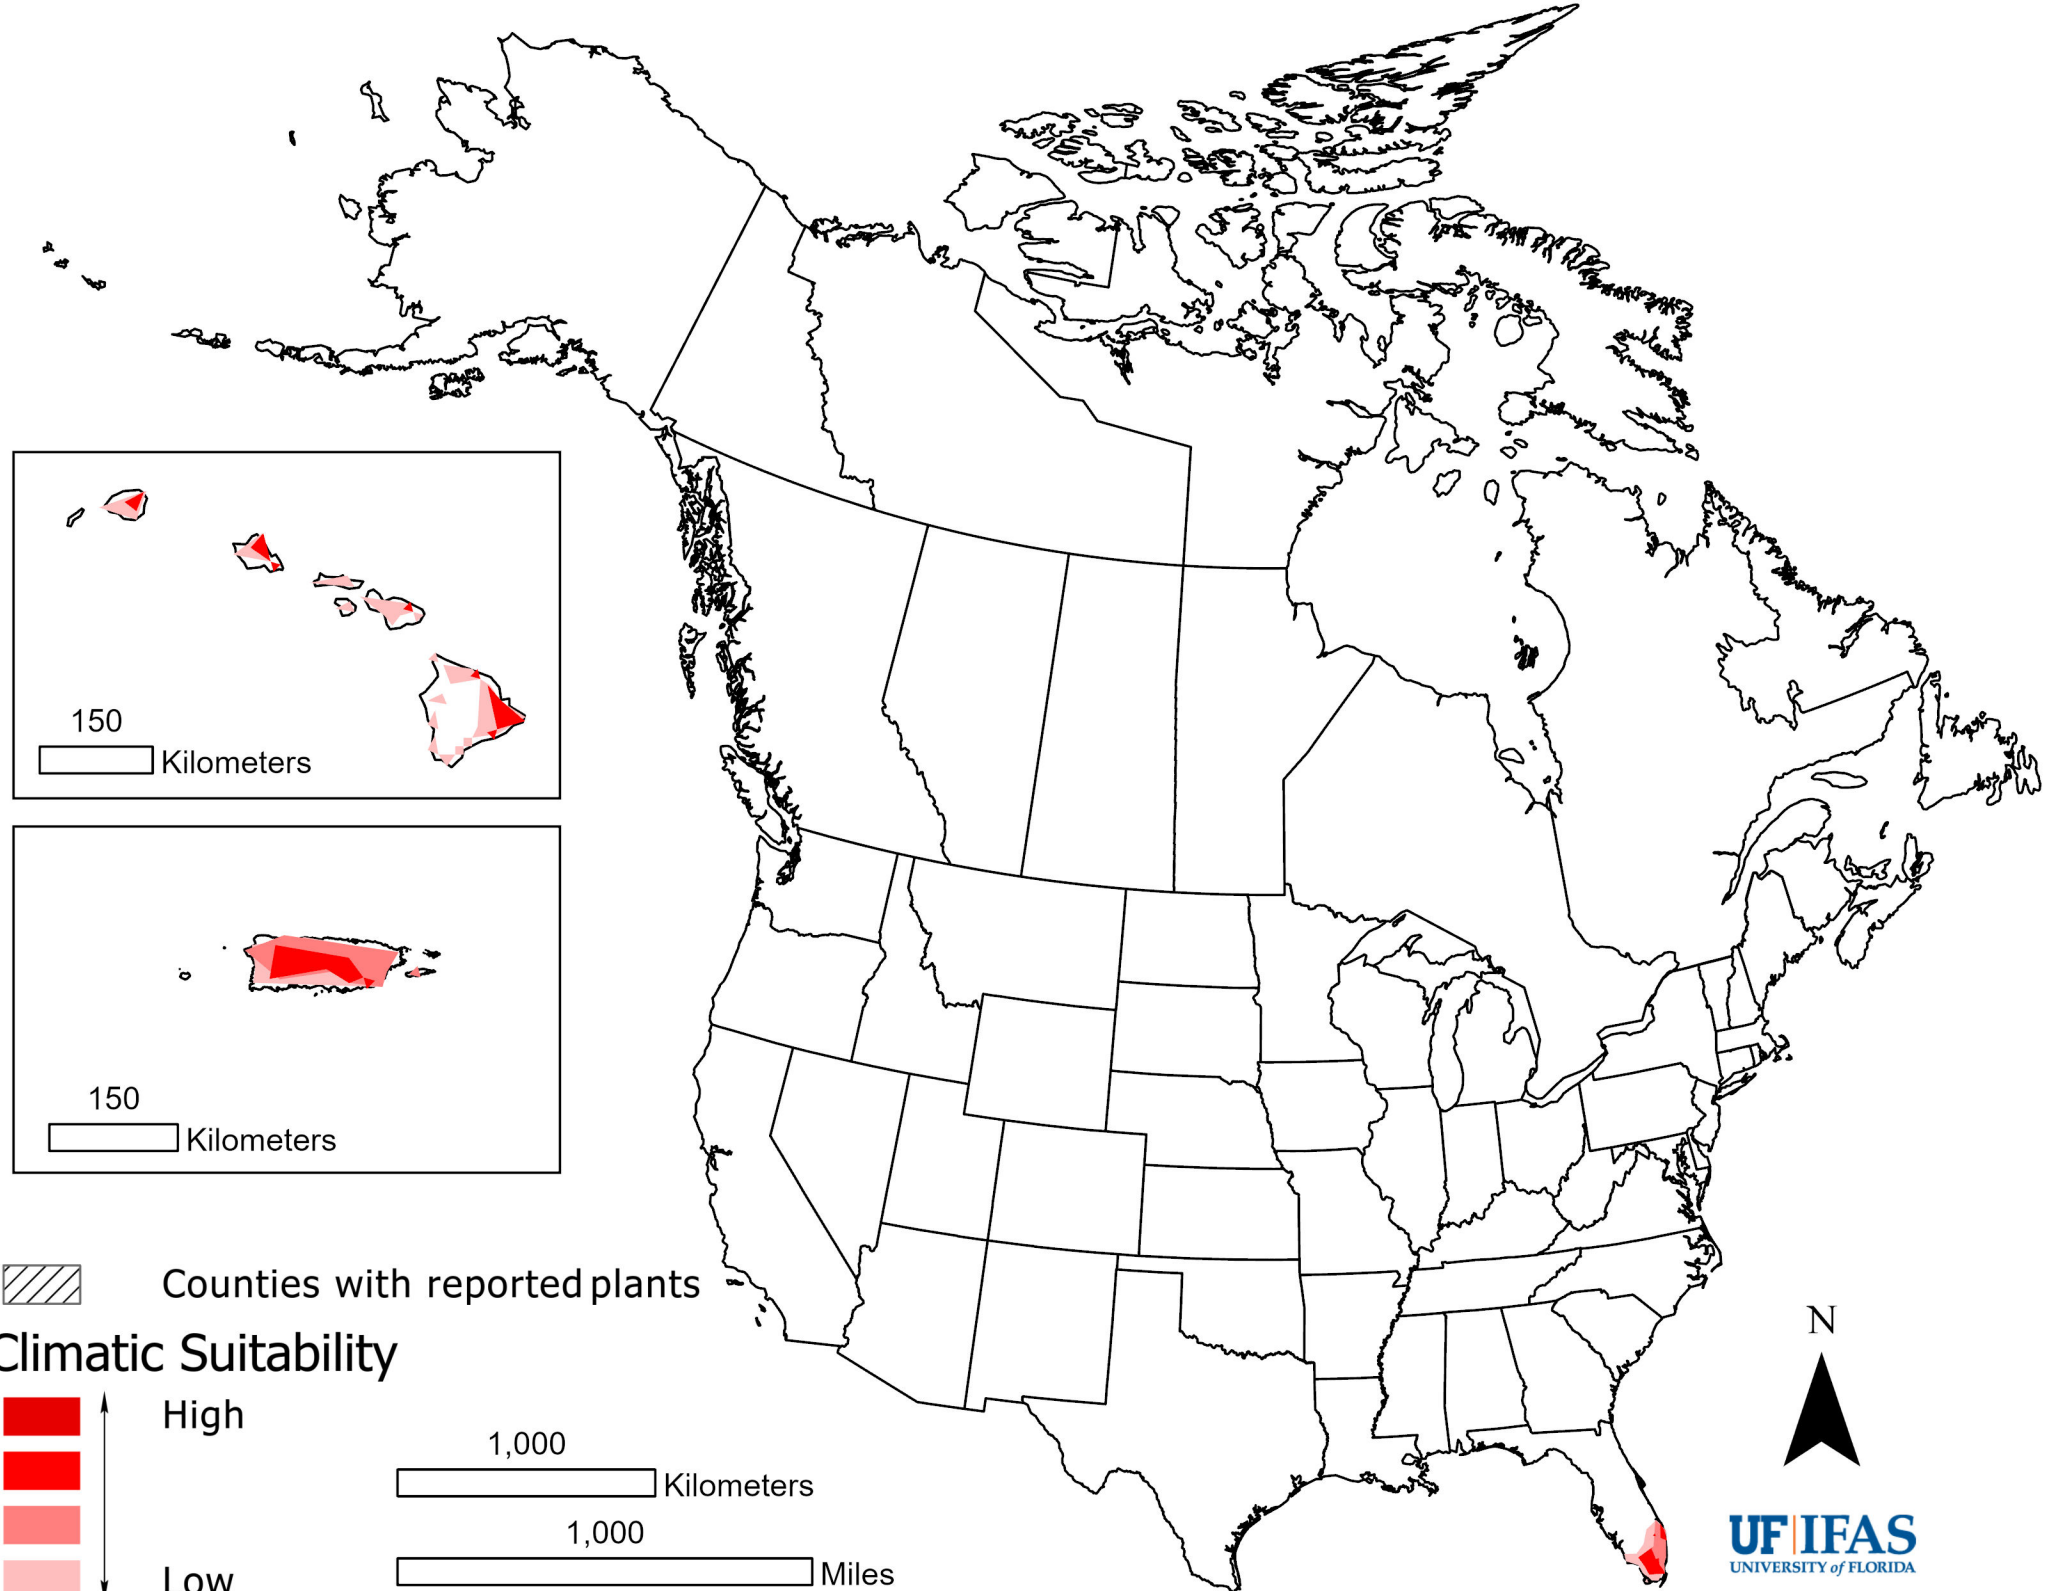 150
Kilometers
150
Kilometers
Counties with reported plants
Climatic Suitability
High
Low
1,000
Kilometers
1,000
Miles
N
UF|IFAS
UNIVERSITY of FLORIDA